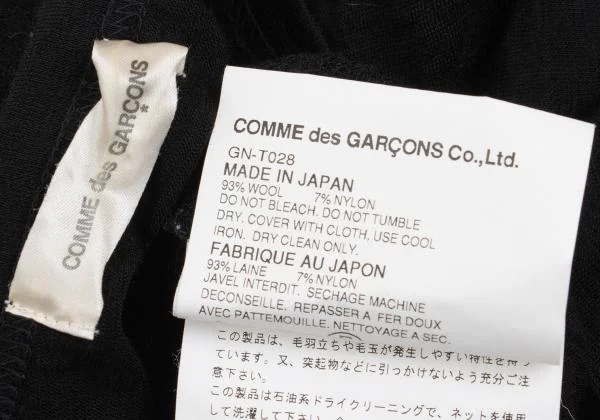 COMME des GARÇONS
*
COMME des GARÇONS Co.,Ltd.
GN-T028
MADE IN JAPAN
93% WOOL 7% NYLON
DO NOT BLEACH. DO NOT TUMBLE
DRY. COVER WITH CLOTH, USE COOL
IRON. DRY CLEAN ONLY.
FABRIQUE AU JAPON
93% LAINE 7% NYLON
JAVEL INTERDIT. SECHAGE MACHINE
DECONSEILLE. REPASSER A FER DOUX
AVEC PATTEMOUILLE. NETTOYAGE A SEC.
この製品は、毛羽立ちや毛玉が発生しやすい特性を持っ
ています。又、突起物などに引っかけないよう充分ご注
意下さい。
この製品は石油系ドライクリーニングで、ネットを使用
して洗濯して下さい。